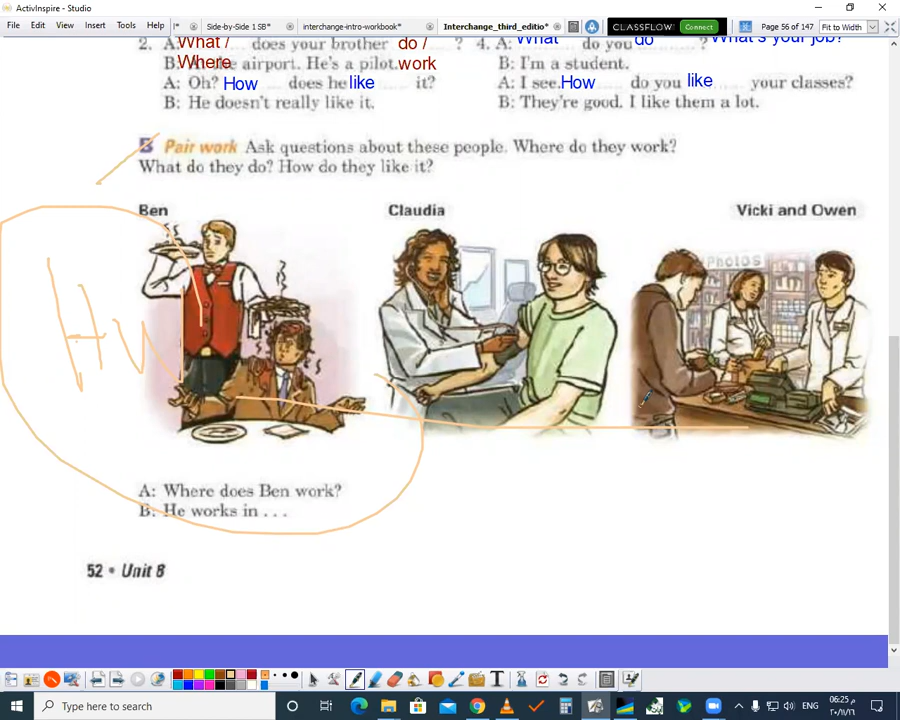 ActivInspire - Studio
File Edit View Insert Tools Help
Side-by-Side 1 SB*
interchange-intro-workbook*
Interchange_third_editio*
CLASSFLOW!
Connect
Page 56 of 147
Fit to Width
2. A: What / does your brother do / ?
Where work
B: airport. He's a pilot.
A: Oh? How does he like it?
B: He doesn't really like it.
4. A: What do you do ? What's your job?
B: I'm a student.
A: I see. How do you like your classes?
B: They're good. I like them a lot.
B Pair work Ask questions about these people. Where do they work?
What do they do? How do they like it?
Ben
Claudia
Vicki and Owen
Photos
Hu
A: Where does Ben work?
B: He works in . . .
52 • Unit 8
Type here to search
ENG
06:25 م
٢٠٢٠/١١/١٦